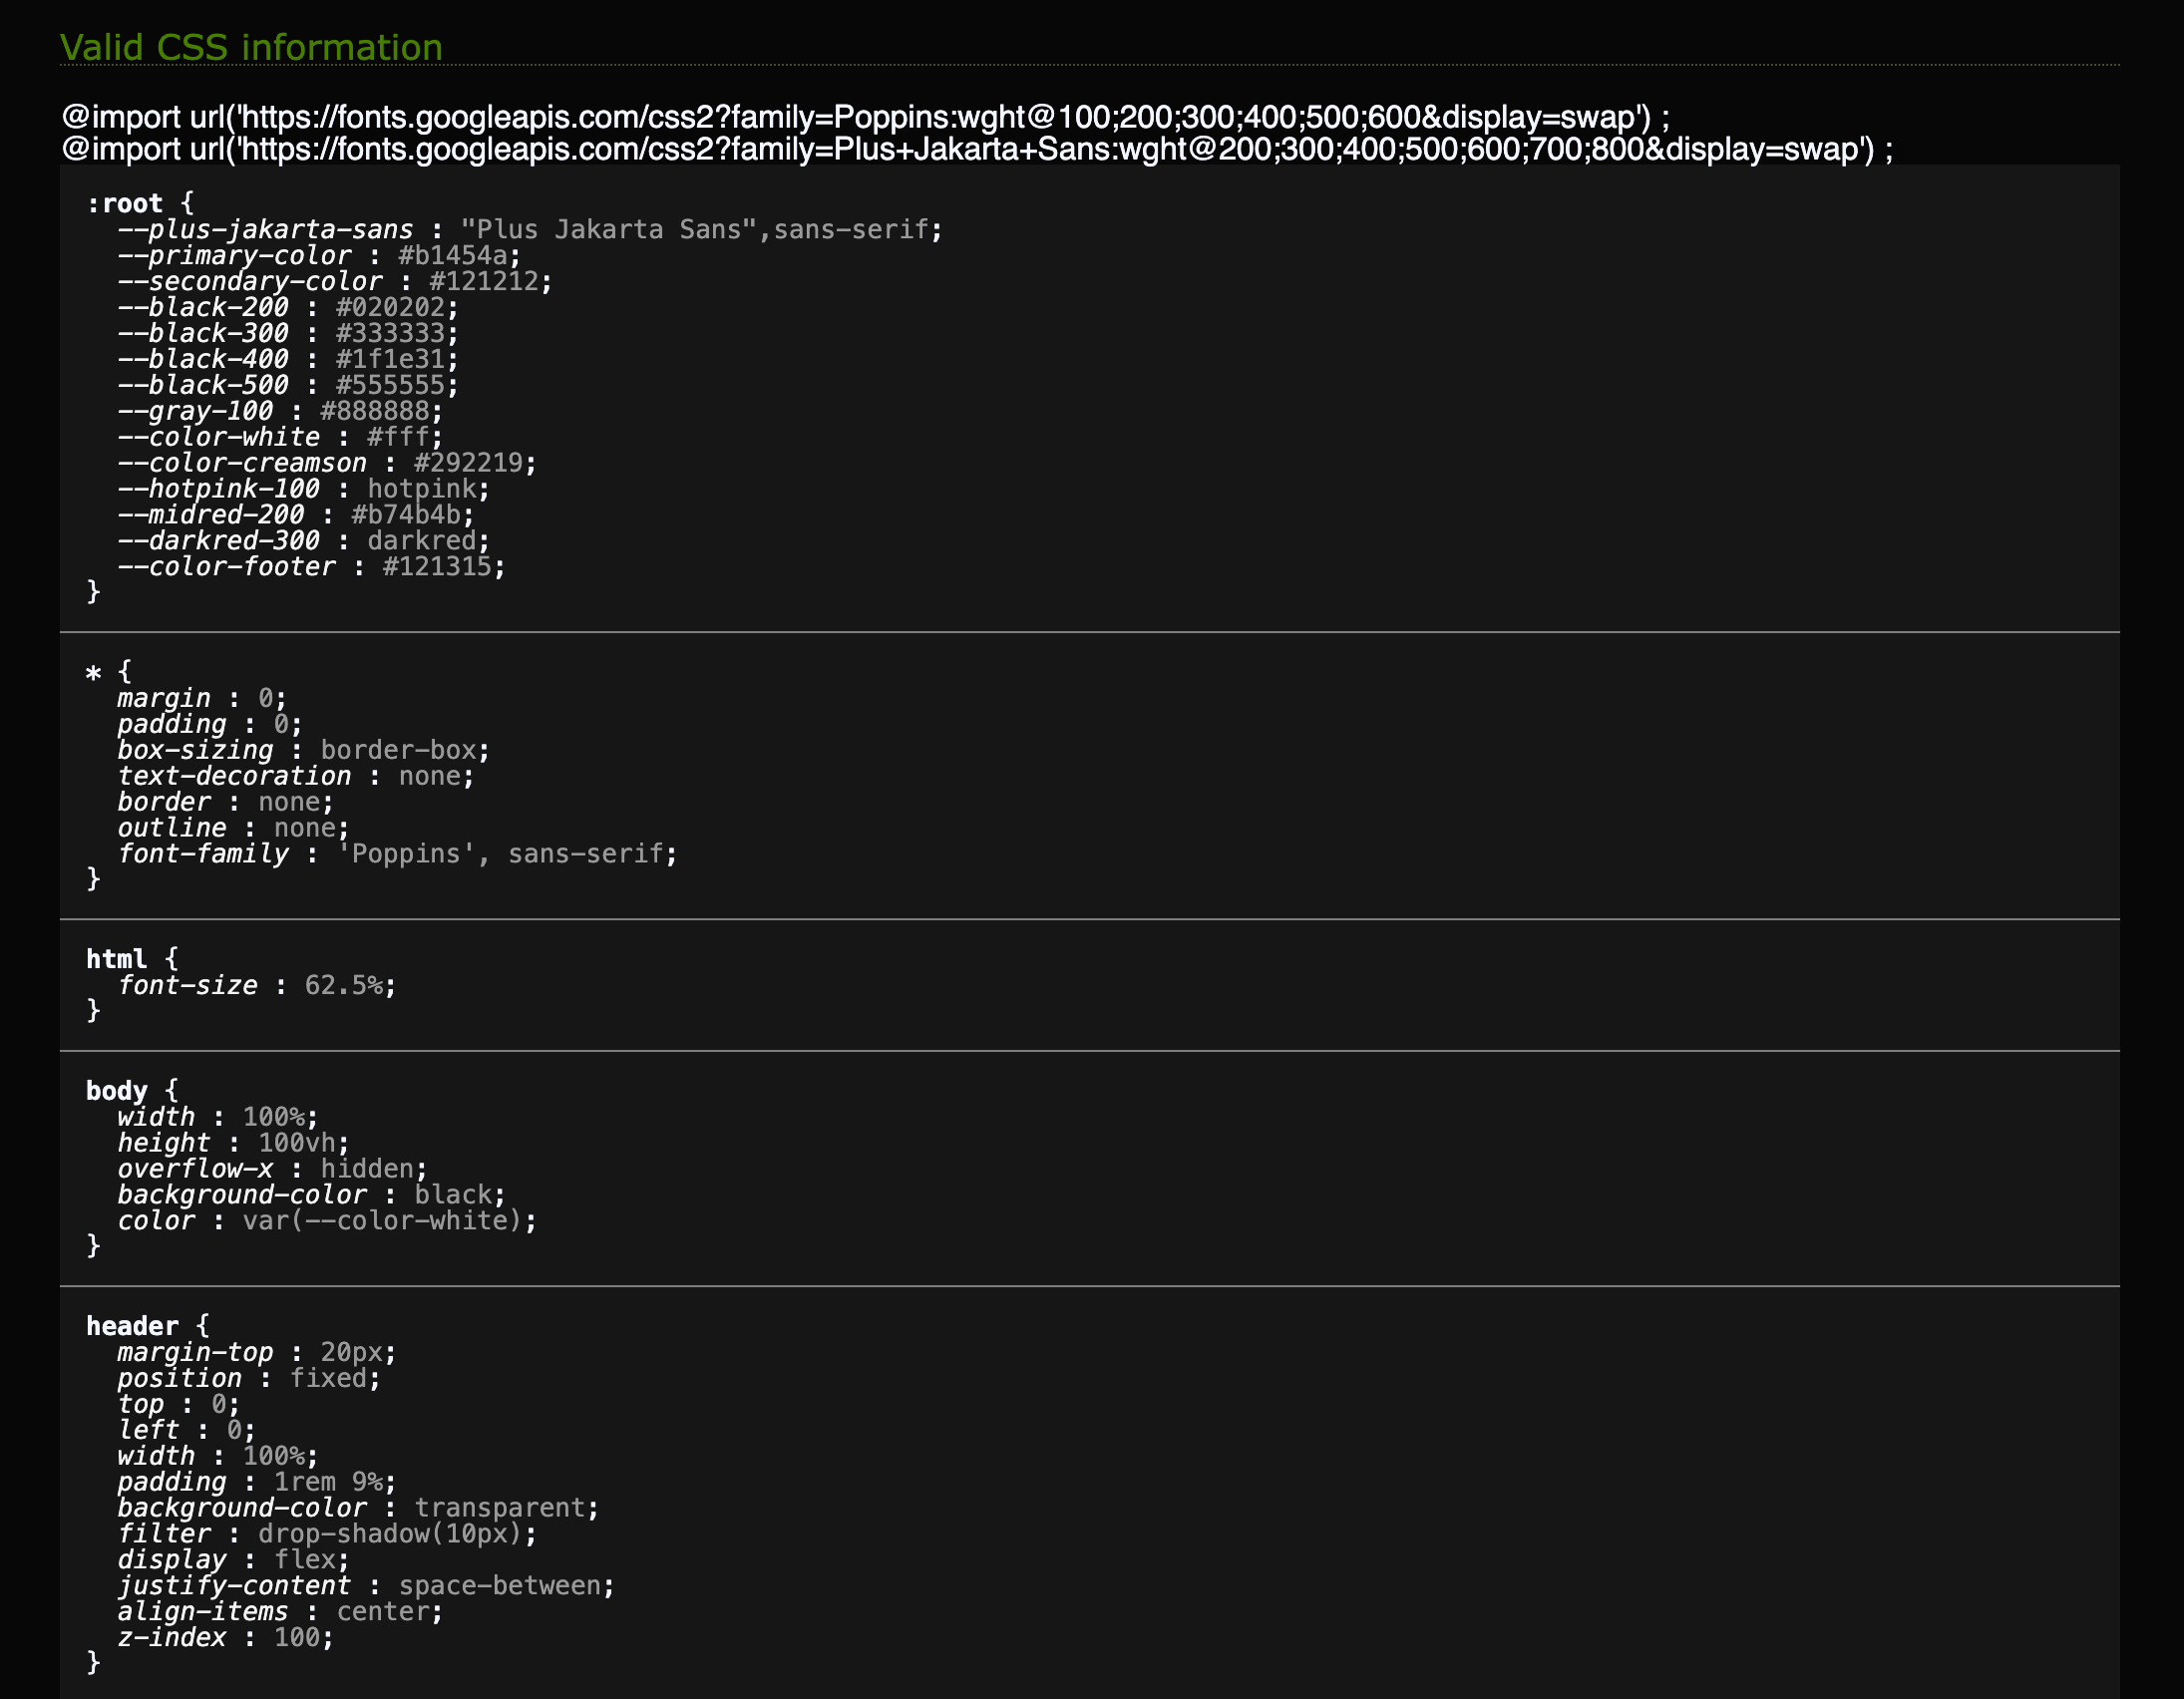 Valid CSS information
@import url('https://fonts.googleapis.com/css2?family=Poppins:wght@100;200;300;400;500;600&display=swap') ;
@import url('https://fonts.googleapis.com/css2?family=Plus+Jakarta+Sans:wght@200;300;400;500;600;700;800&display=swap') ;
:root {
--plus-jakarta-sans : "Plus Jakarta Sans",sans-serif;
--primary-color : #b1454a;
--secondary-color : #121212;
--black-200 : #020202;
--black-300 : #333333;
--black-400 : #1f1e31;
--black-500 : #555555;
--gray-100 : #888888;
--color-white : #fff;
--color-creamson : #292219;
--hotpink-100 : hotpink;
--midred-200 : #b74b4b;
--darkred-300 : darkred;
--color-footer : #121315;
}
* {
margin : 0;
padding : 0;
box-sizing : border-box;
text-decoration : none;
border : none;
outline : none;
font-family : 'Poppins', sans-serif;
}
html {
font-size : 62.5%;
}
body {
width : 100%;
height : 100vh;
overflow-x : hidden;
background-color : black;
color : var(--color-white);
}
header {
margin-top : 20px;
position : fixed;
top : 0;
left : 0;
width : 100%;
padding : 1rem 9%;
background-color : transparent;
filter : drop-shadow(10px);
display : flex;
justify-content : space-between;
align-items : center;
z-index : 100;
}